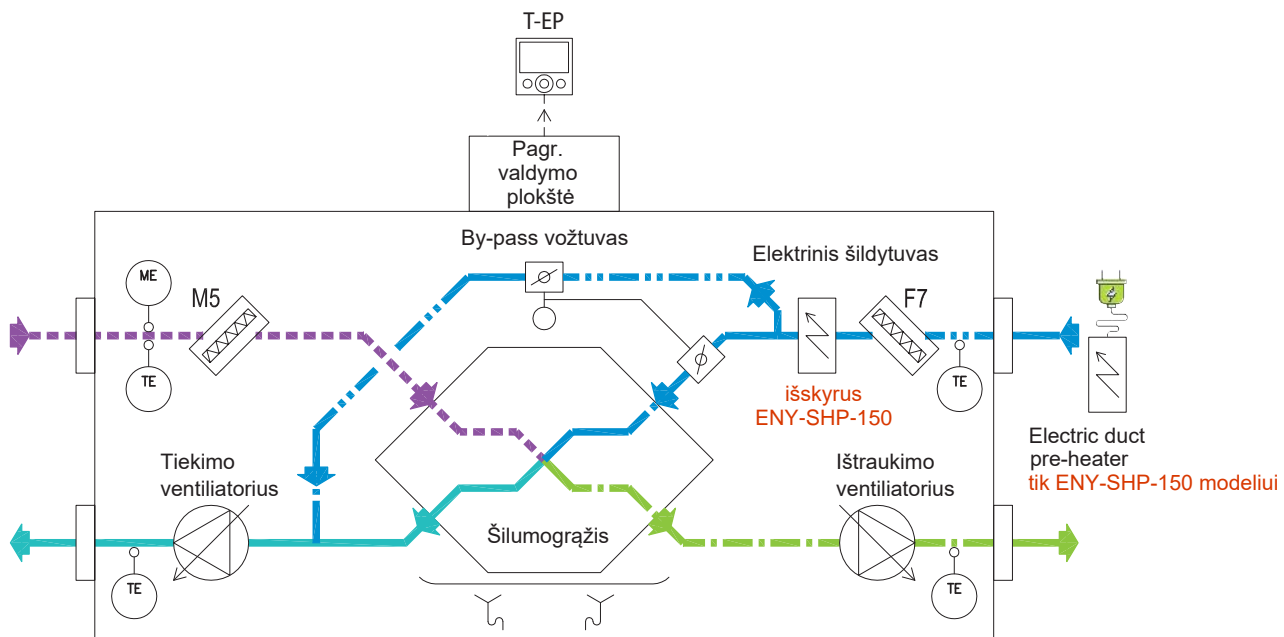 T-EP
Pagr.
valdymo
plokštė
By-pass vožtuvas
Elektrinis šildytuvas
ME
M5
F7
TE
TE
išskyrus
ENY-SHP-150
Electric duct
pre-heater
tik ENY-SHP-150 modeliui
Tiekimo
ventiliatorius
Ištraukimo
ventiliatorius
Šilumogrąžis
TE
TE